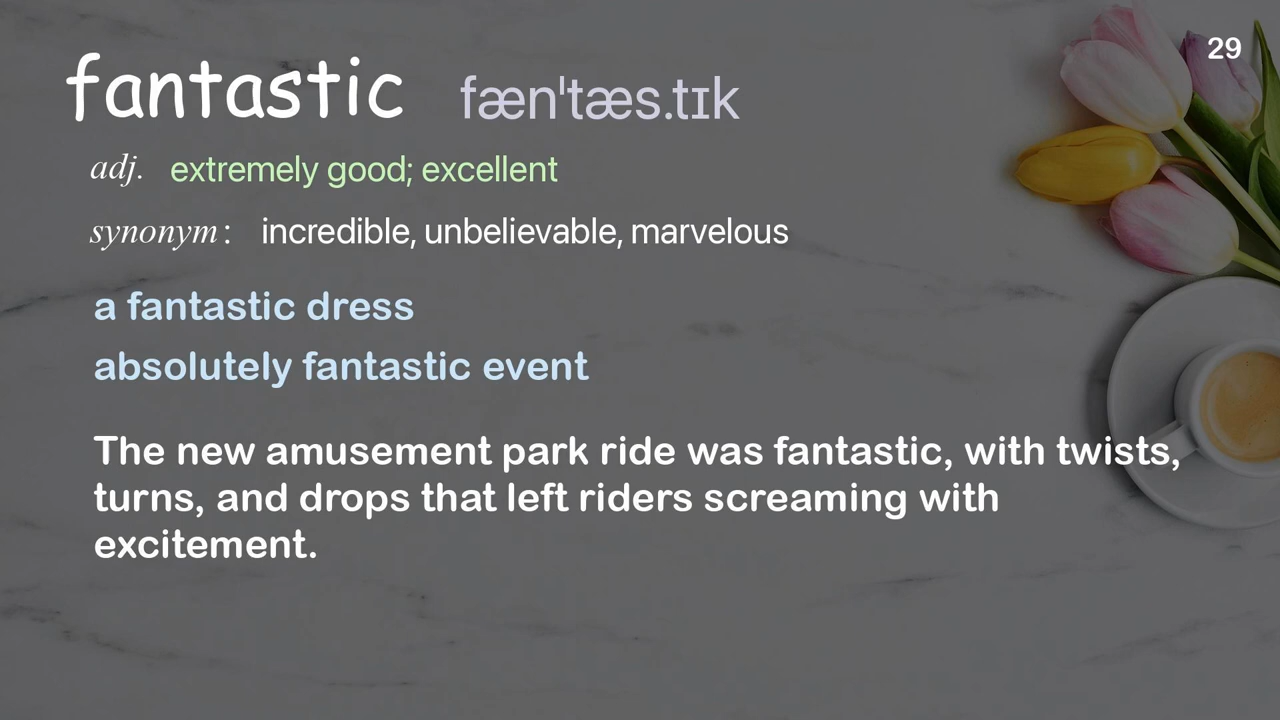 29
fantastic fæn'tæs.tɪk
adj. extremely good; excellent
synonym : incredible, unbelievable, marvelous
a fantastic dress
absolutely fantastic event
The new amusement park ride was fantastic, with twists,
turns, and drops that left riders screaming with
excitement.